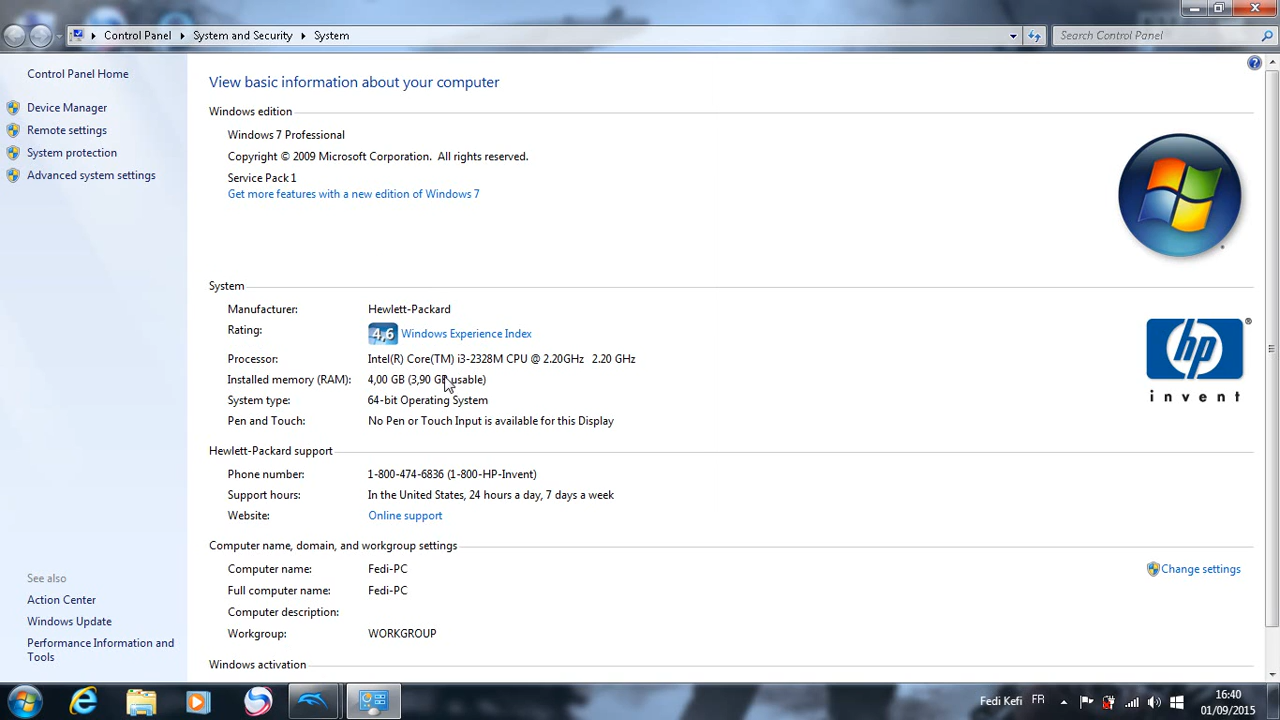 Control Panel System and Security System
Search Control Panel
Control Panel Home
Device Manager
Remote settings
System protection
Advanced system settings
See also
Action Center
Windows Update
Performance Information and
Tools
View basic information about your computer
Windows edition
Windows 7 Professional
Copyright © 2009 Microsoft Corporation. All rights reserved.
Service Pack 1
Get more features with a new edition of Windows 7
System
Manufacturer: Hewlett-Packard
Rating: 4,6 Windows Experience Index
Processor: Intel(R) Core(TM) i3-2328M CPU @ 2.20GHz 2.20 GHz
Installed memory (RAM): 4,00 GB (3,90 GB usable)
System type: 64-bit Operating System
Pen and Touch: No Pen or Touch Input is available for this Display
hp®
invent
Hewlett-Packard support
Phone number: 1-800-474-6836 (1-800-HP-Invent)
Support hours: In the United States, 24 hours a day, 7 days a week
Website: Online support
Computer name, domain, and workgroup settings
Computer name: Fedi-PC
Change settings
Full computer name: Fedi-PC
Computer description:
Workgroup: WORKGROUP
Windows activation
Fedi Kefi FR
16:40
01/09/2015